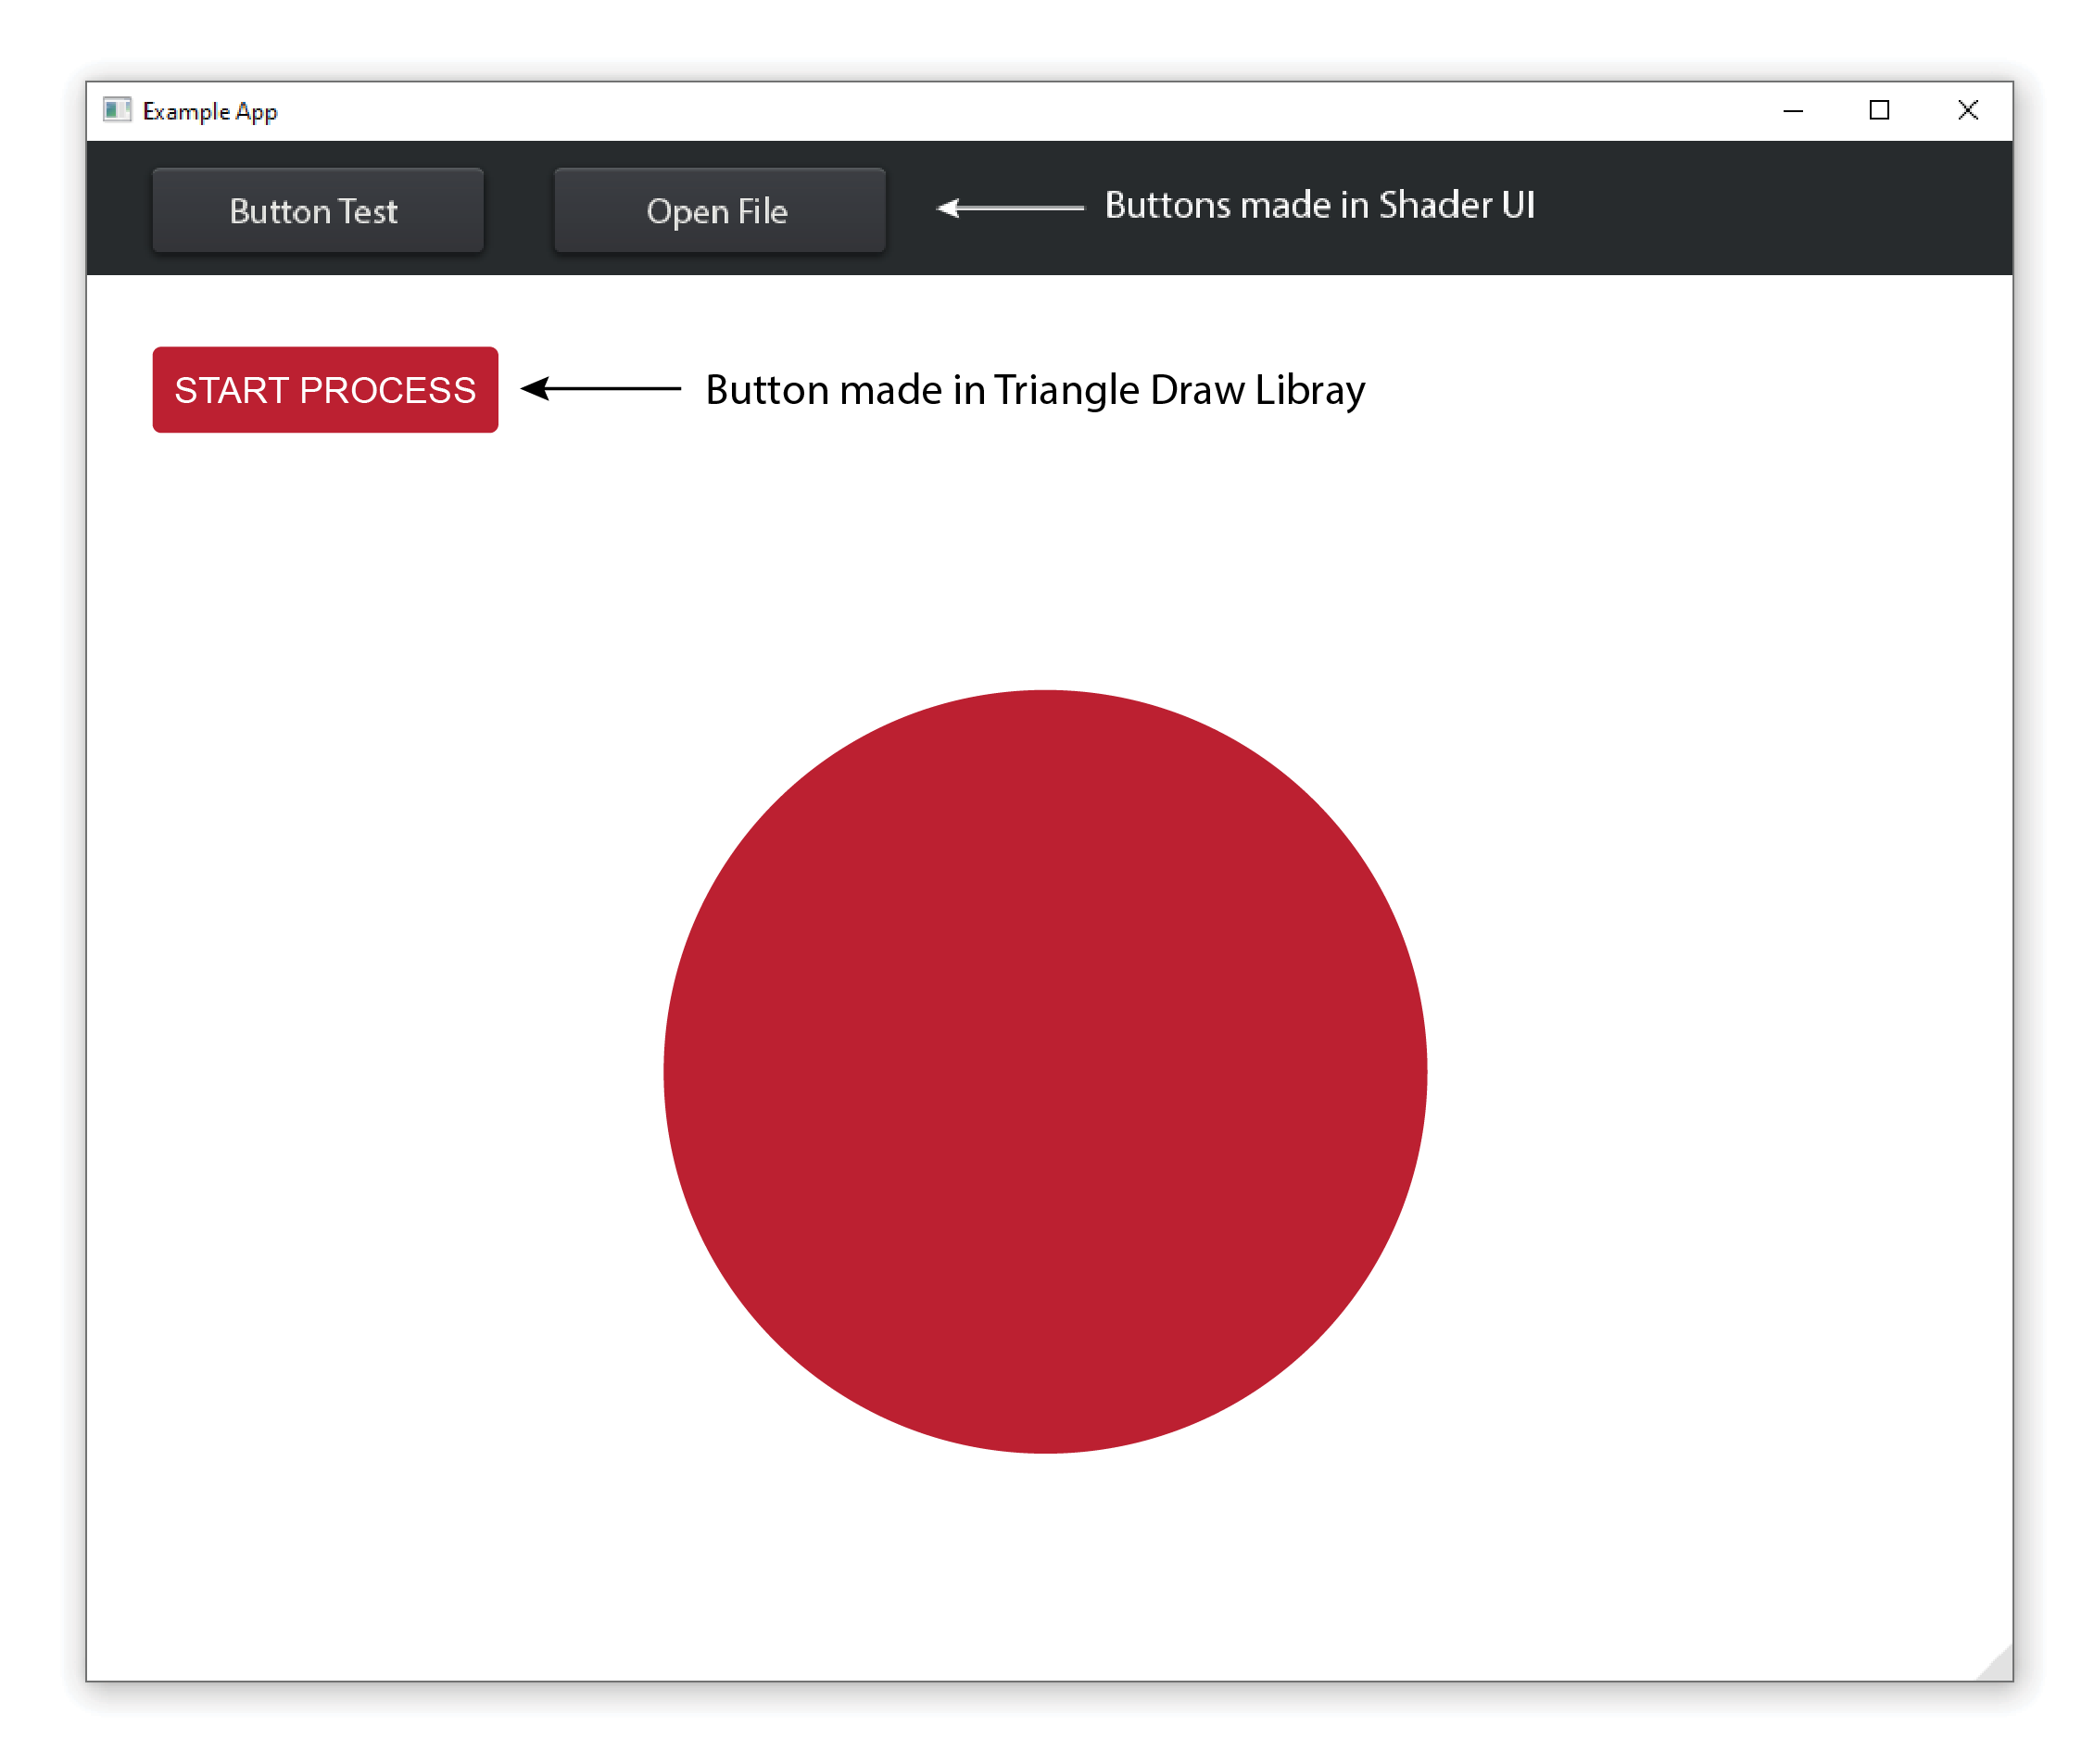 Example App
Button Test
Open File
Buttons made in Shader UI
START PROCESS
Button made in Triangle Draw Libray